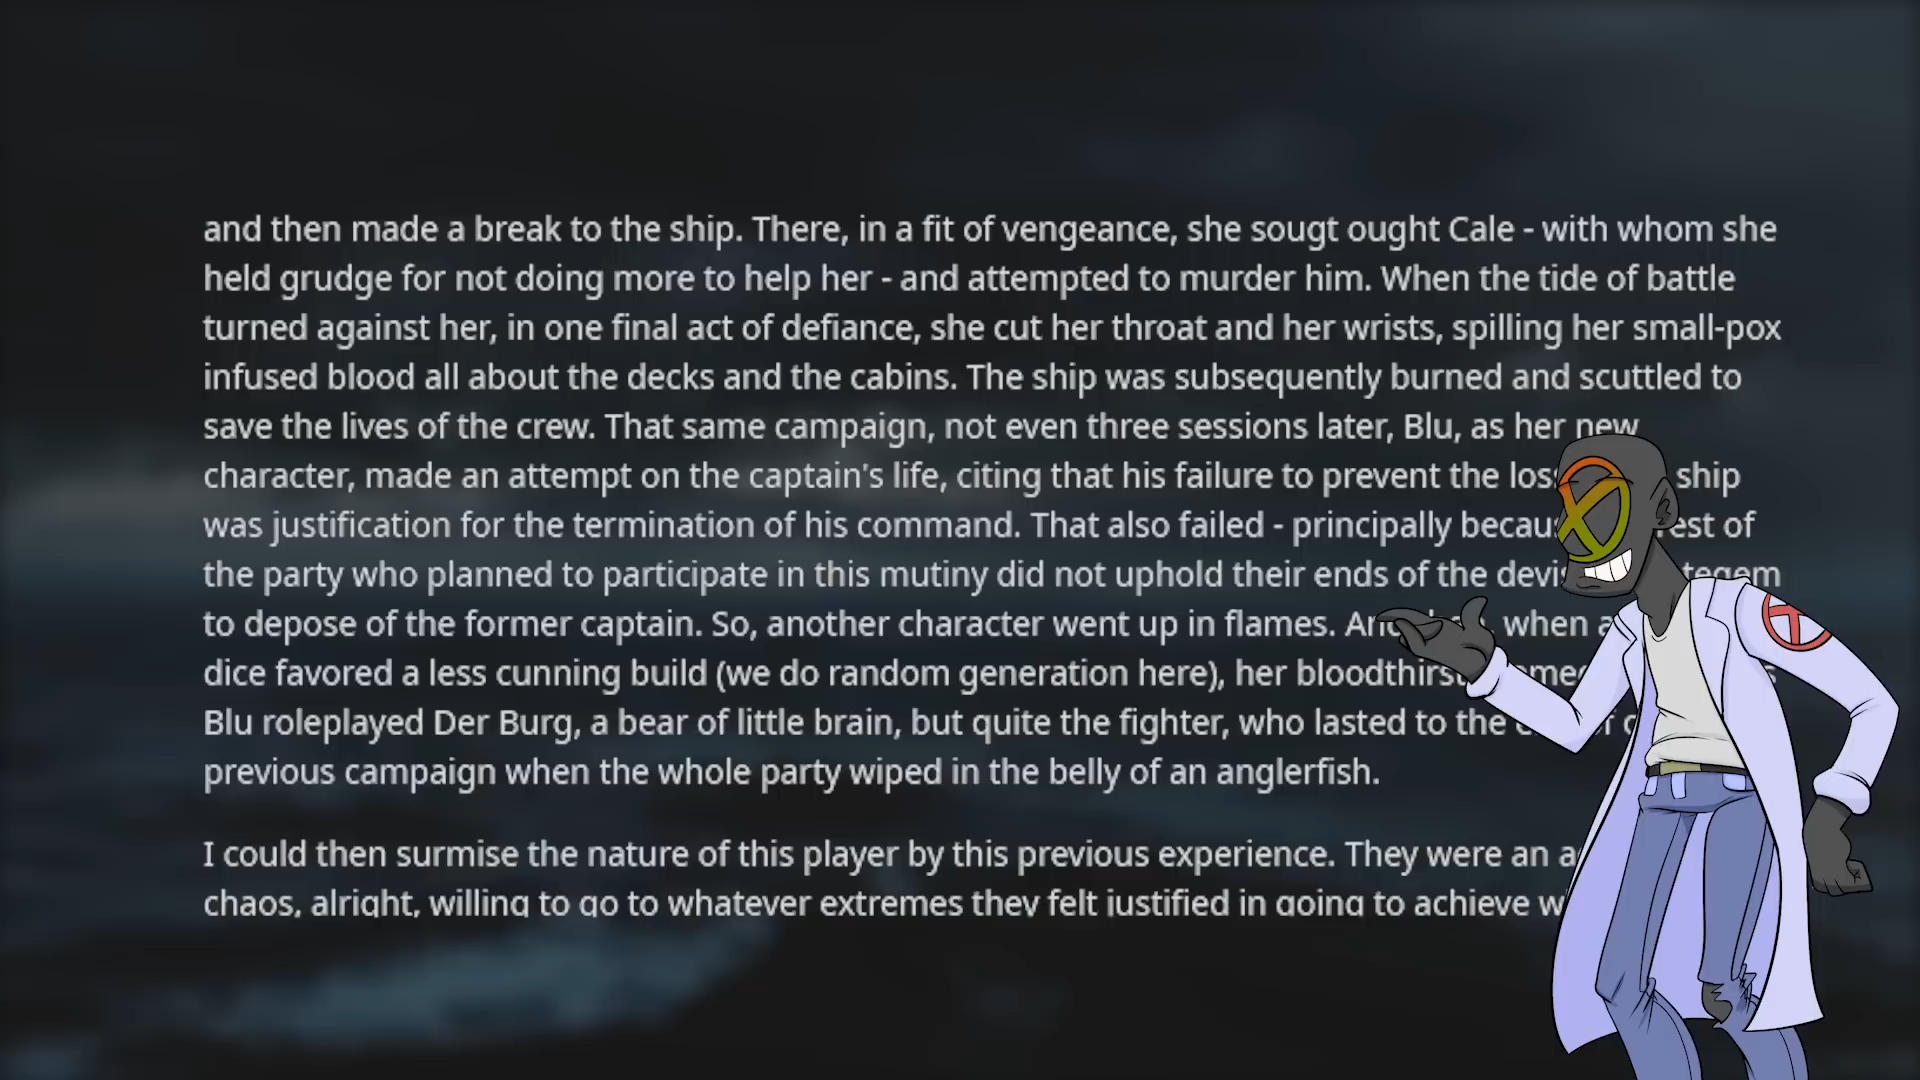 and then made a break to the ship. There, in a fit of vengeance, she sougt ought Cale - with whom she
held grudge for not doing more to help her - and attempted to murder him. When the tide of battle
turned against her, in one final act of defiance, she cut her throat and her wrists, spilling her small-pox
infused blood all about the decks and the cabins. The ship was subsequently burned and scuttled to
save the lives of the crew. That same campaign, not even three sessions later, Blu, as her new
character, made an attempt on the captain's life, citing that his failure to prevent the ship
was justification for the termination of his command. That also failed - principally of
the party who planned to participate in this mutiny did not uphold their ends of the
to depose of the former captain. So, another character went up in flames. when
dice favored a less cunning build (we do random generation here), her
Blu roleplayed Der Burg, a bear of little brain, but quite the fighter, who lasted to the
previous campaign when the whole party wiped in the belly of an anglerfish.
I could then surmise the nature of this player by this previous experience. They were an
chaos, alright, willing to go to whatever extremes they felt justified in going to achieve